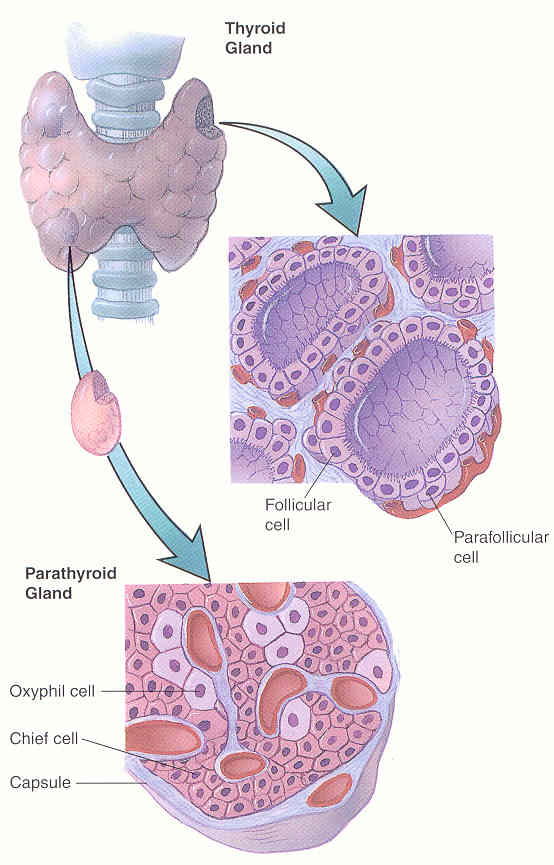 Thyroid
Gland
Follicular
cell
Parafollicular
cell
Parathyroid
Gland
Oxyphil cell
Chief cell
Capsule